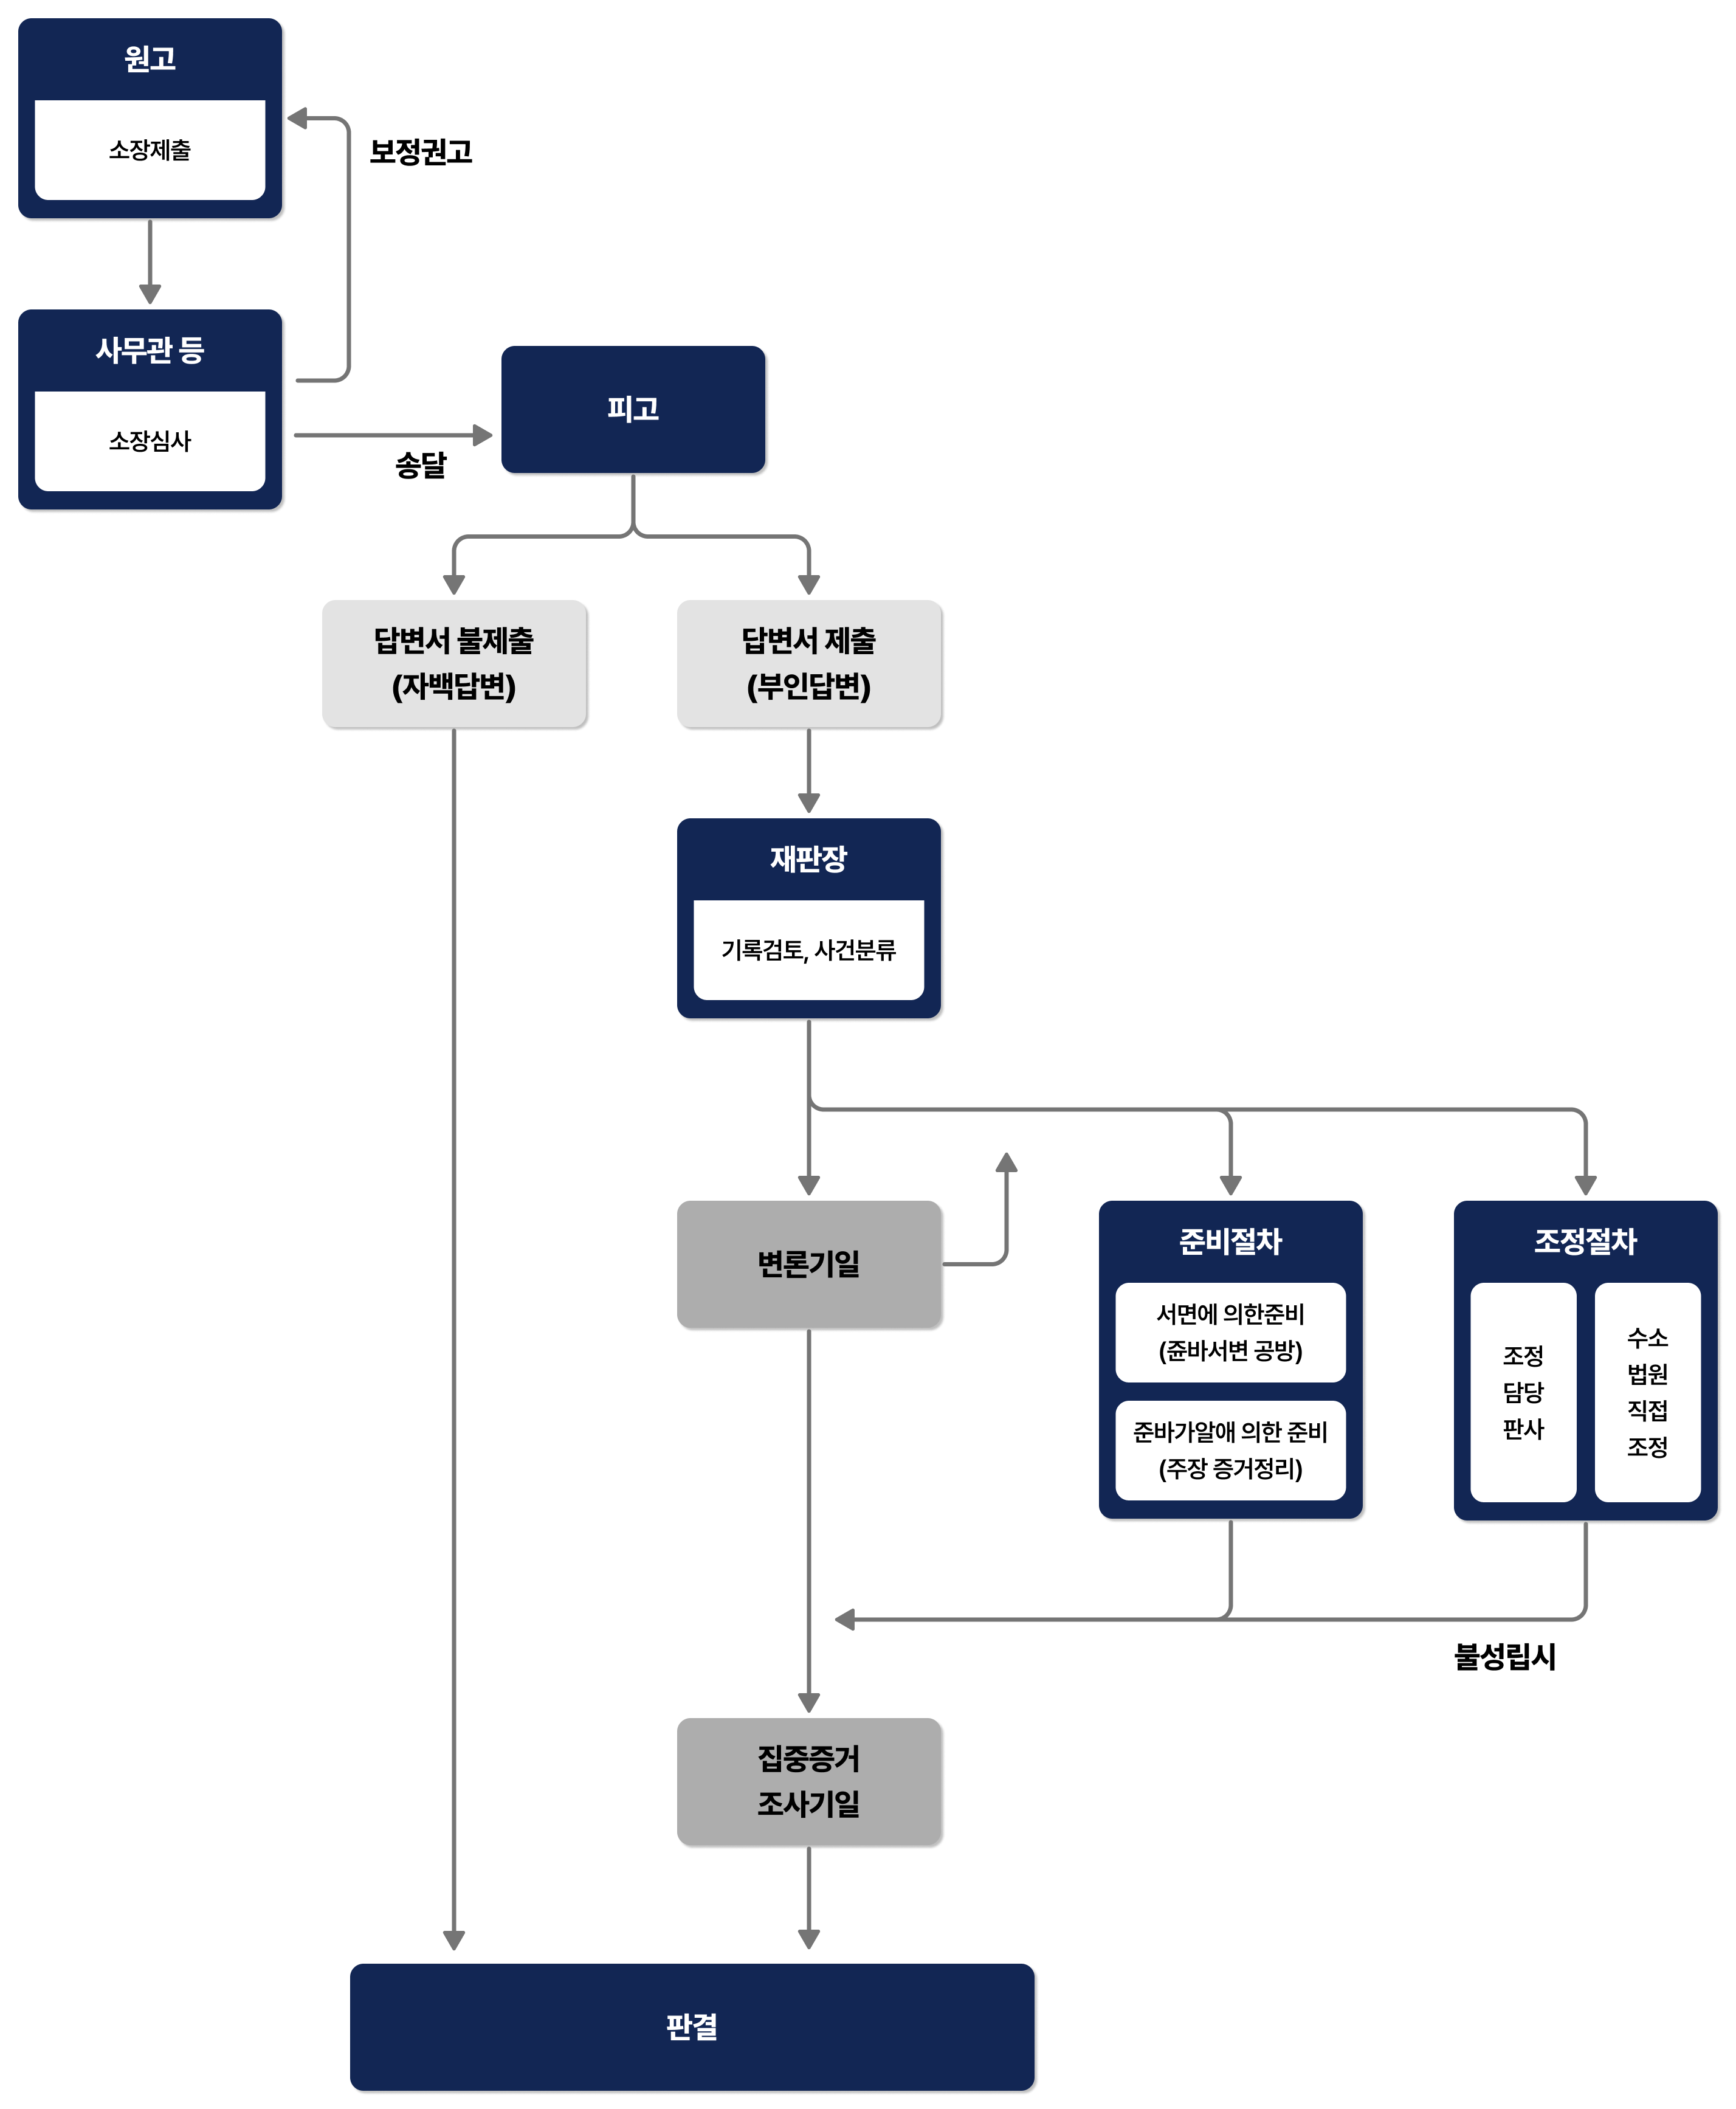 원고
소장제출
보정권고
사무관 등
소장심사
송달
피고
답변서 불제출
(자백답변)
답변서 제출
(부인답변)
재판장
기록검토, 사건분류
변론기일
준비절차
서면에 의한준비
(쥰바서변 공방)
준바가알애 의한 준비
(주장 증거정리)
조정절차
조정
담당
판사
수소
법원
직접
조정
불성립시
집중증거
조사기일
판결